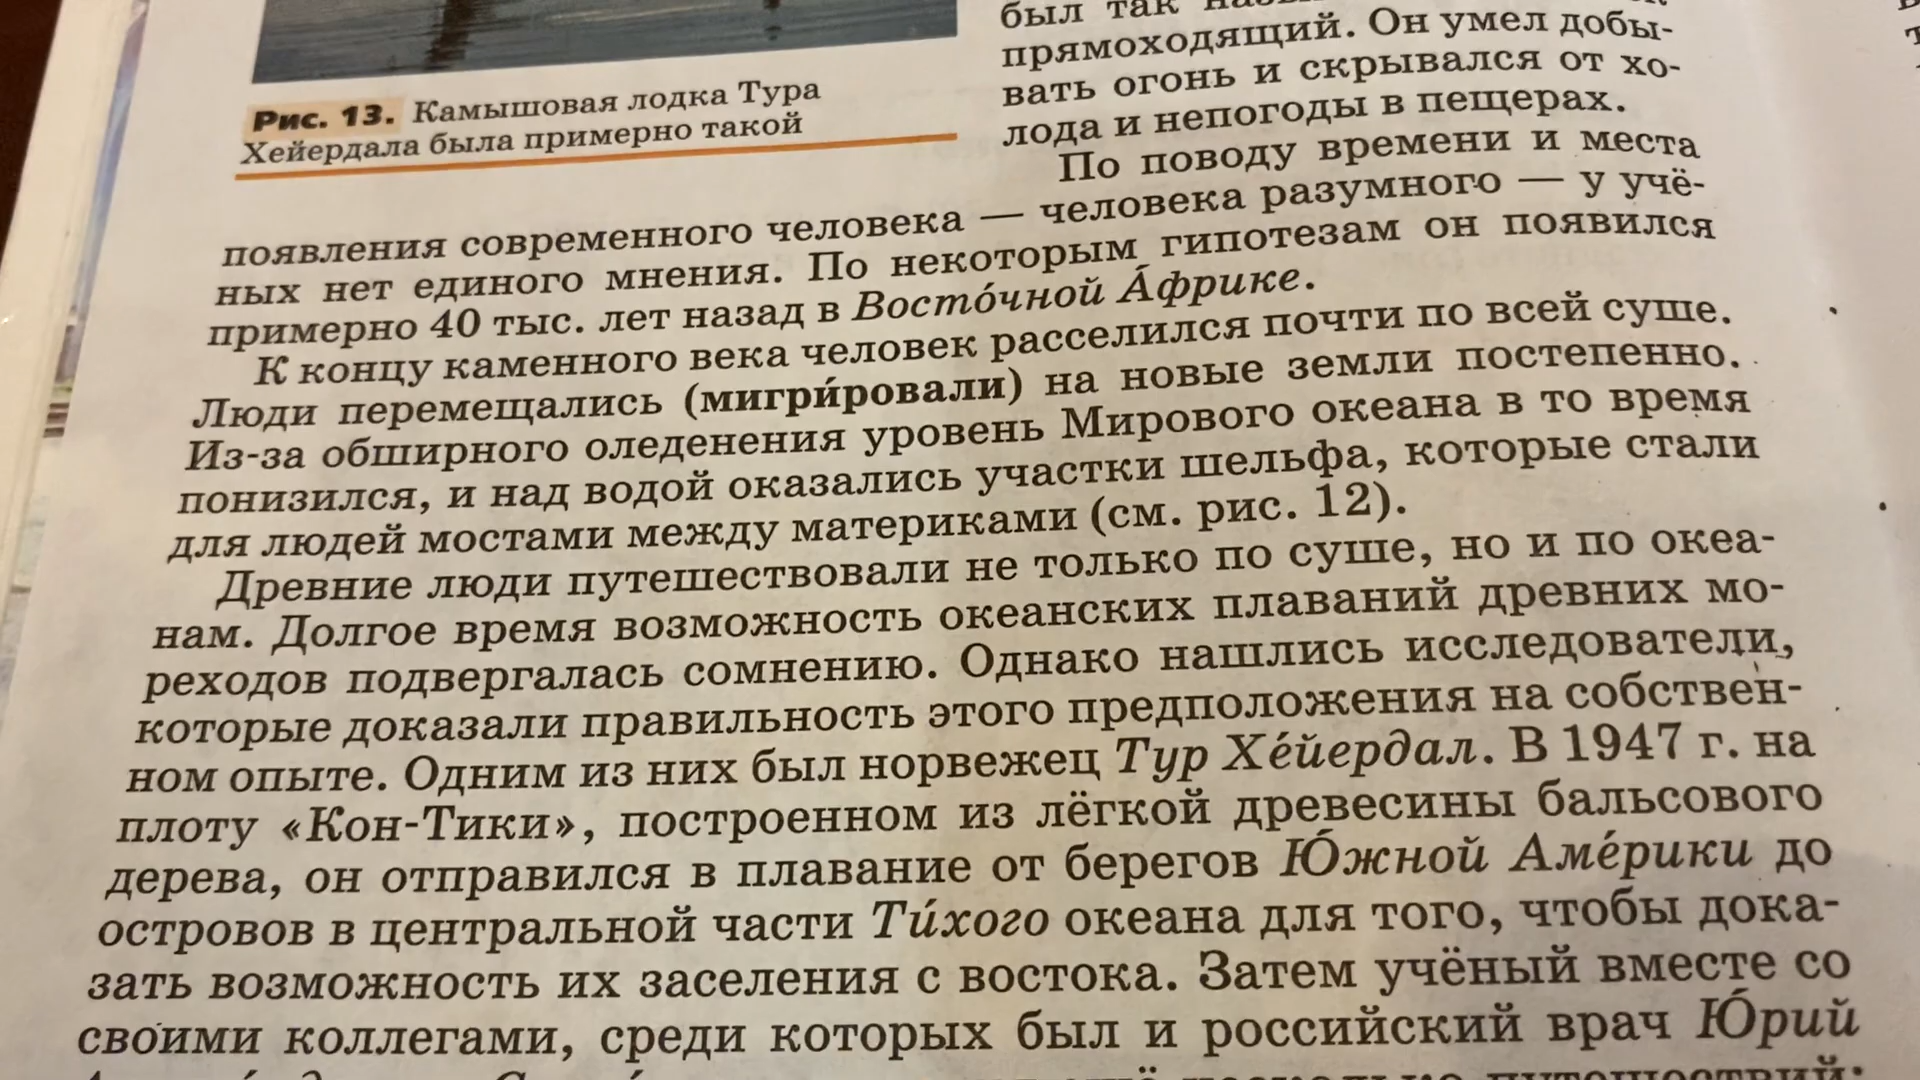 Рис. 13. Камышовая лодка Тура
Хейердала была примерно такой
был так
прямоходящий. Он умел добы-
вать огонь и скрывался от хо-
лода и непогоды в пещерах.
По поводу времени и места
появления современного человека — человека разумного — у учё-
ных нет единого мнения. По некоторым гипотезам он появился
примерно 40 тыс. лет назад в Восто́чной А́фрике.
К концу каменного века человек расселился почти по всей суше.
Люди перемещались (мигри́ровали) на новые земли постепенно.
Из-за обширного оледенения уровень Мирового океана в то время
понизился, и над водой оказались участки шельфа, которые стали
для людей мостами между материками (см. рис. 12).
Древние люди путешествовали не только по суше, но и по океа-
нам. Долгое время возможность океанских плаваний древних мо-
реходов подвергалась сомнению. Однако нашлись исследователи,
которые доказали правильность этого предположения на собствен-
ном опыте. Одним из них был норвежец Тур Хе́йердал. В 1947 г. на
плоту «Кон-Тики», построенном из лёгкой древесины бальсового
дерева, он отправился в плавание от берегов Ю́жной Аме́рики до
островов в центральной части Ти́хого океана для того, чтобы дока-
зать возможность их заселения с востока. Затем учёный вместе со
своими коллегами, среди которых был и российский врач Ю́рий